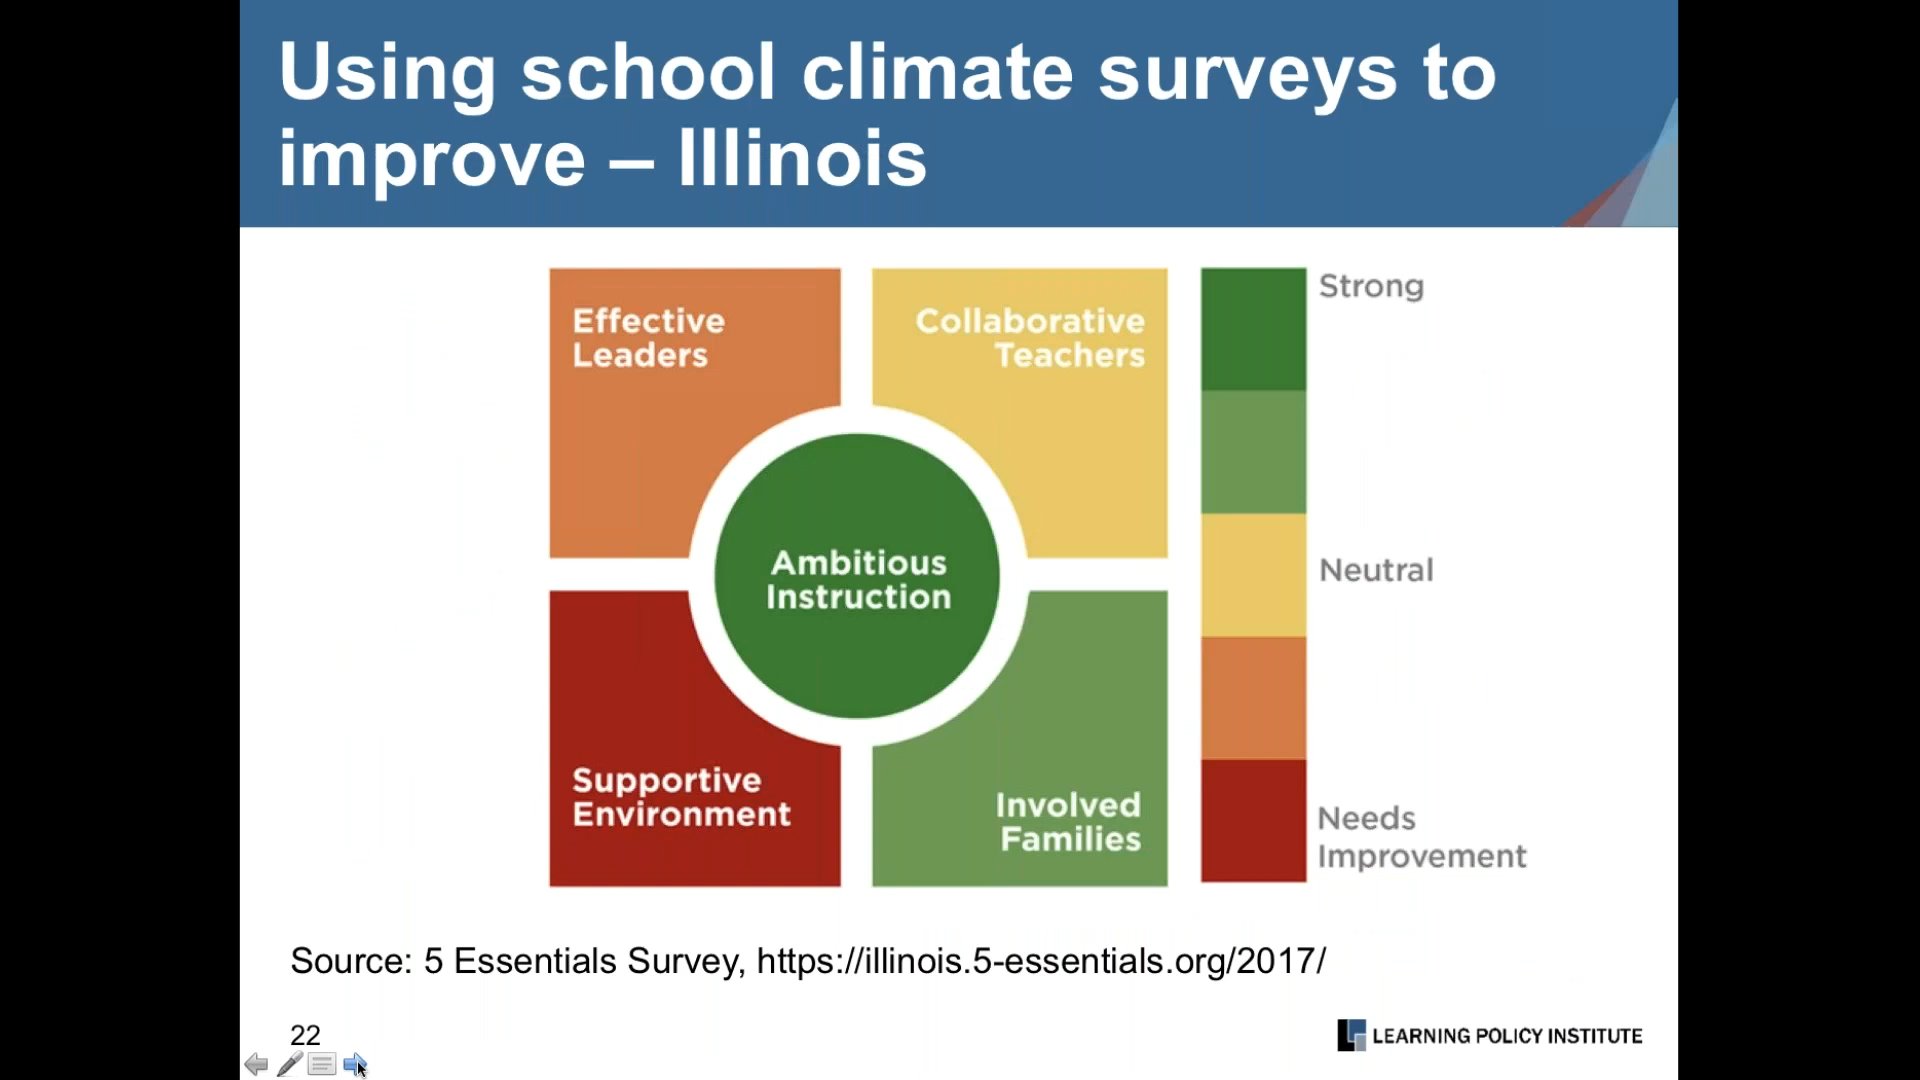 Using school climate surveys to
improve – Illinois
Effective
Leaders
Collaborative
Teachers
Ambitious
Instruction
Supportive
Environment
Involved
Families
Strong
Neutral
Needs
Improvement
Source: 5 Essentials Survey, https://illinois.5-essentials.org/2017/
22
LEARNING POLICY INSTITUTE